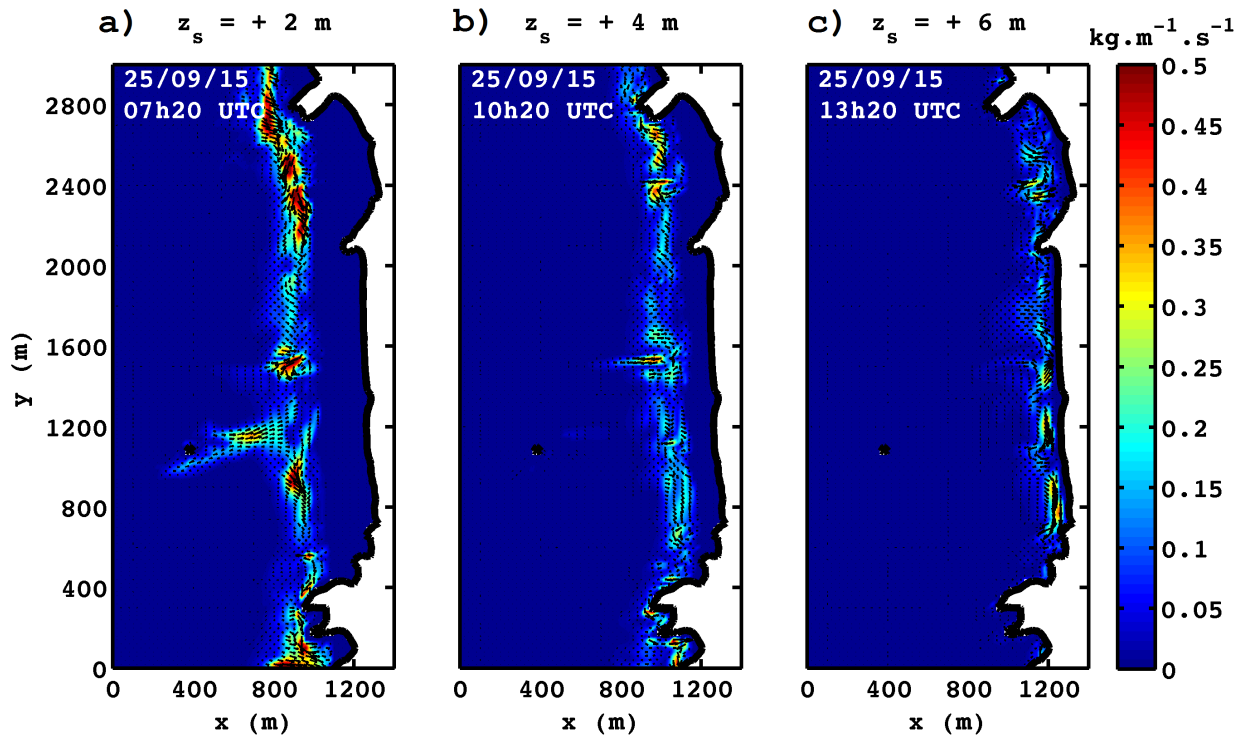 a) z_s = + 2 m
b) z_s = + 4 m
c) z_s = + 6 m
kg.m⁻¹.s⁻¹
25/09/15
07h20 UTC
25/09/15
10h20 UTC
25/09/15
13h20 UTC
2800
2400
2000
1600
1200
800
400
0
y (m)
0 400 800 1200
x (m)
0 400 800 1200
x (m)
0 400 800 1200
x (m)
0.5
0.45
0.4
0.35
0.3
0.25
0.2
0.15
0.1
0.05
0